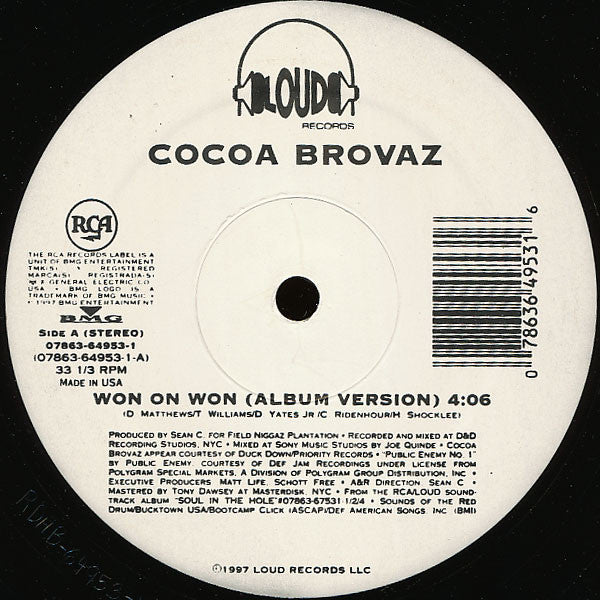 LOUD
RECORDS
COCOA BROVAZ
RCA
THE RCA RECORDS LABEL IS A
UNIT OF BMG ENTERTAINMENT
TMK(S) ® REGISTERED
MARCA(S) REGISTRADA(S)
GENERAL ELECTRIC CO.
USA • BMG LOGO IS A
TRADEMARK OF BMG MUSIC •
© 1997 BMG ENTERTAINMENT
BMG
SIDE A (STEREO)
07863-64953-1
(07863-64953-1-A)
33 1/3 RPM
MADE IN USA
0 78636 49531 6
WON ON WON (ALBUM VERSION) 4:06
(D MATTHEWS/T WILLIAMS/D YATES JR/C RIDENHOUR/H SHOCKLEE)
PRODUCED BY SEAN C. FOR FIELD NIGGAZ PLANTATION • RECORDED AND MIXED AT D&D
RECORDING STUDIOS, NYC • MIXED AT SONY MUSIC STUDIOS BY JOE QUINDE • COCOA
BROVAZ APPEAR COURTESY OF DUCK DOWN/PRIORITY RECORDS • "PUBLIC ENEMY NO. 1"
BY PUBLIC ENEMY. COURTESY OF DEF JAM RECORDINGS UNDER LICENSE FROM
POLYGRAM SPECIAL MARKETS, A DIVISION OF POLYGRAM GROUP DISTRIBUTION, INC •
EXECUTIVE PRODUCERS MATT LIFE, SCHOTT FREE • A&R DIRECTION: SEAN C •
MASTERED BY TONY DAWSEY AT MASTERDISK, NYC • FROM THE RCA/LOUD SOUND-
TRACK ALBUM "SOUL IN THE HOLE" #07863-67531-1/2/4 • SOUNDS OF THE RED
DRUM/BUCKTOWN USA/BOOTCAMP CLICK (ASCAP)/DEF AMERICAN SONGS, INC (BMI)
℗1997 LOUD RECORDS LLC